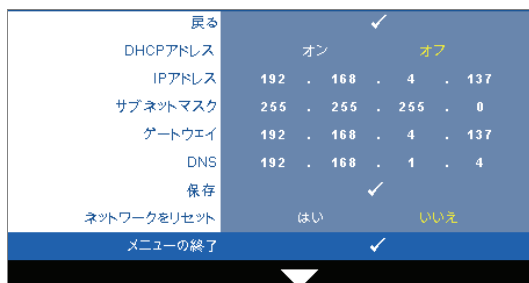 戻る ✓
DHCPアドレス オン オフ
IPアドレス 192 . 168 . 4 . 137
サブネットマスク 255 . 255 . 255 . 0
ゲートウェイ 192 . 168 . 4 . 137
DNS 192 . 168 . 1 . 4
保存 ✓
ネットワークをリセット はい いいえ
メニューの終了 ✓